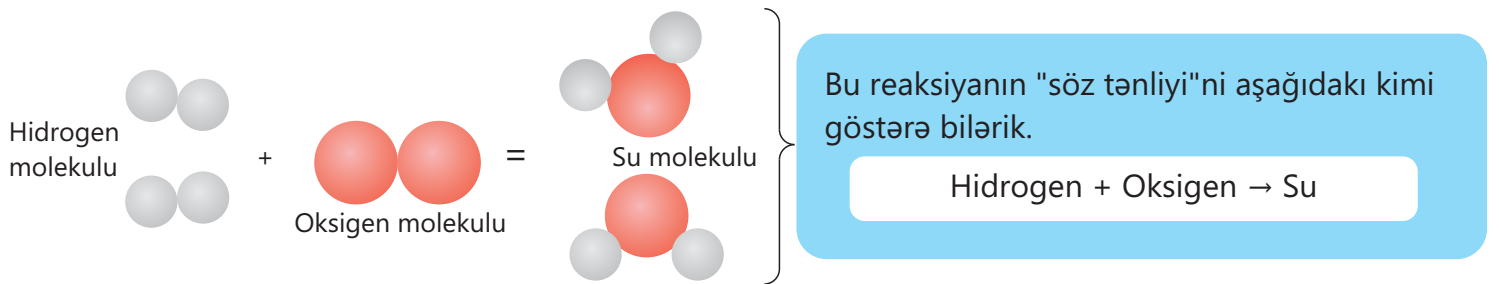 Hidrogen
molekulu
+
Oksigen molekulu
=
Su molekulu
Bu reaksiyanın "söz tənliyi"ni aşağıdakı kimi
göstərə bilərik.
Hidrogen + Oksigen → Su